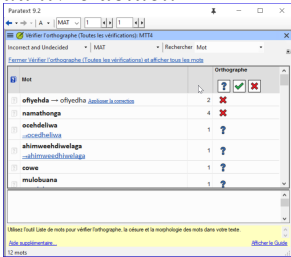 Paratext 9.2
A MAT 1 1
Vérifier l'orthographe (Toutes les vérifications): MTT4
Incorrect and Undecided MAT Rechercher Mot
Fermer Vérifier l'orthographe (Toutes les vérifications) et afficher tous les mots
Mot Orthographe
ofiyehda → ofiyedha Appliquer la correction 2
namathonga 4
ocehdeliwa 1
→ocedheliwa
ahimweehdiwelaga 1
→ahimweedhiwelaga
cowe 1
mulobuana 1
Utilisez l'outil Liste de mots pour vérifier l'orthographe, la césure et la morphologie des mots dans votre texte.
Aide supplémentaire... Afficher le Guide
12 mots